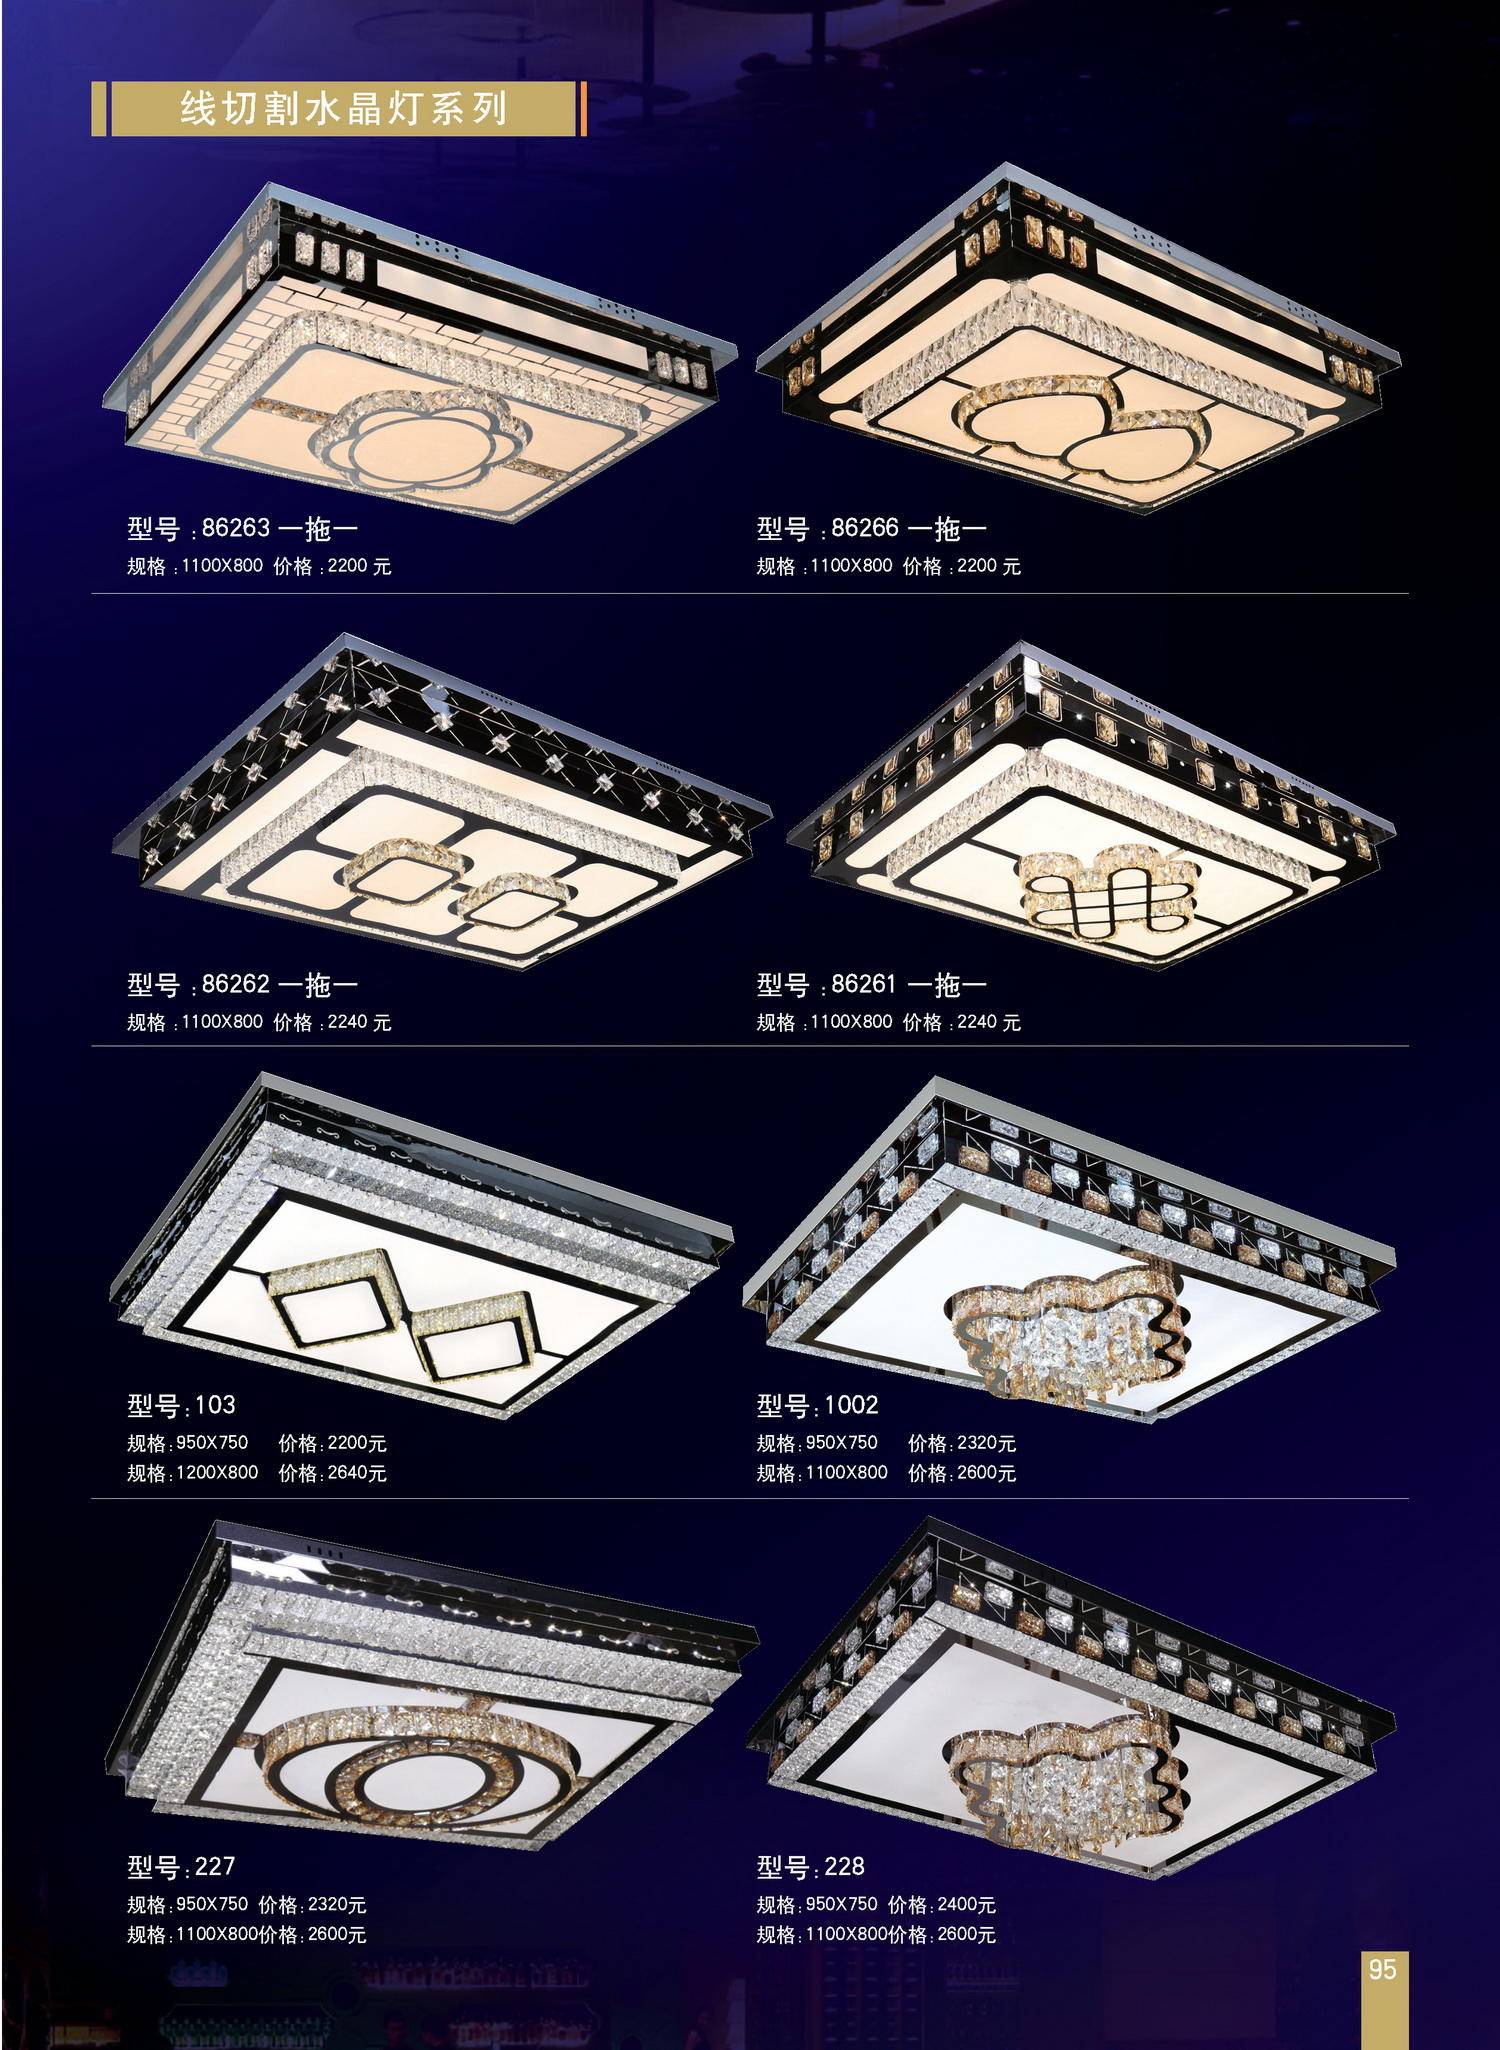 线切割水晶灯系列
型号：86263 一拖一
规格：1100X800 价格：2200 元
型号：86266 一拖一
规格：1100X800 价格：2200 元
型号：86262 一拖一
规格：1100X800 价格：2240 元
型号：86261 一拖一
规格：1100X800 价格：2240 元
型号：103
规格：950X750 价格：2200元
规格：1200X800 价格：2640元
型号：1002
规格：950X750 价格：2320元
规格：1100X800 价格：2600元
型号：227
规格：950X750 价格：2320元
规格：1100X800价格：2600元
型号：228
规格：950X750 价格：2400元
规格：1100X800价格：2600元
95